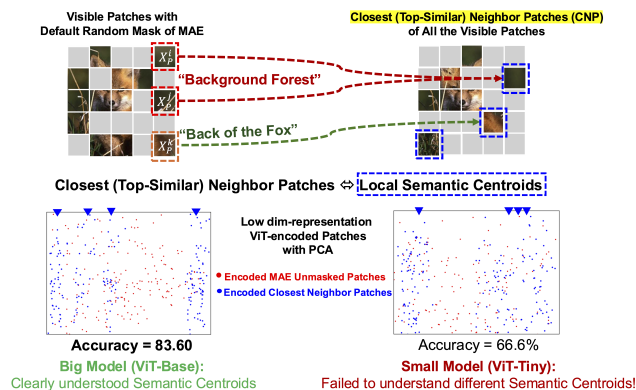 Visible Patches with
Default Random Mask of MAE
Closest (Top-Similar) Neighbor Patches (CNP)
of All the Visible Patches
X_P^i
"Background Forest"
X_P^j
"Back of the Fox"
X_P^k
Closest (Top-Similar) Neighbor Patches ⇔ Local Semantic Centroids
Low dim-representation
ViT-encoded Patches
with PCA
Encoded MAE Unmasked Patches
Encoded Closest Neighbor Patches
Accuracy = 83.60
Accuracy = 66.6%
Big Model (ViT-Base):
Clearly understood Semantic Centroids
Small Model (ViT-Tiny):
Failed to understand different Semantic Centroids!